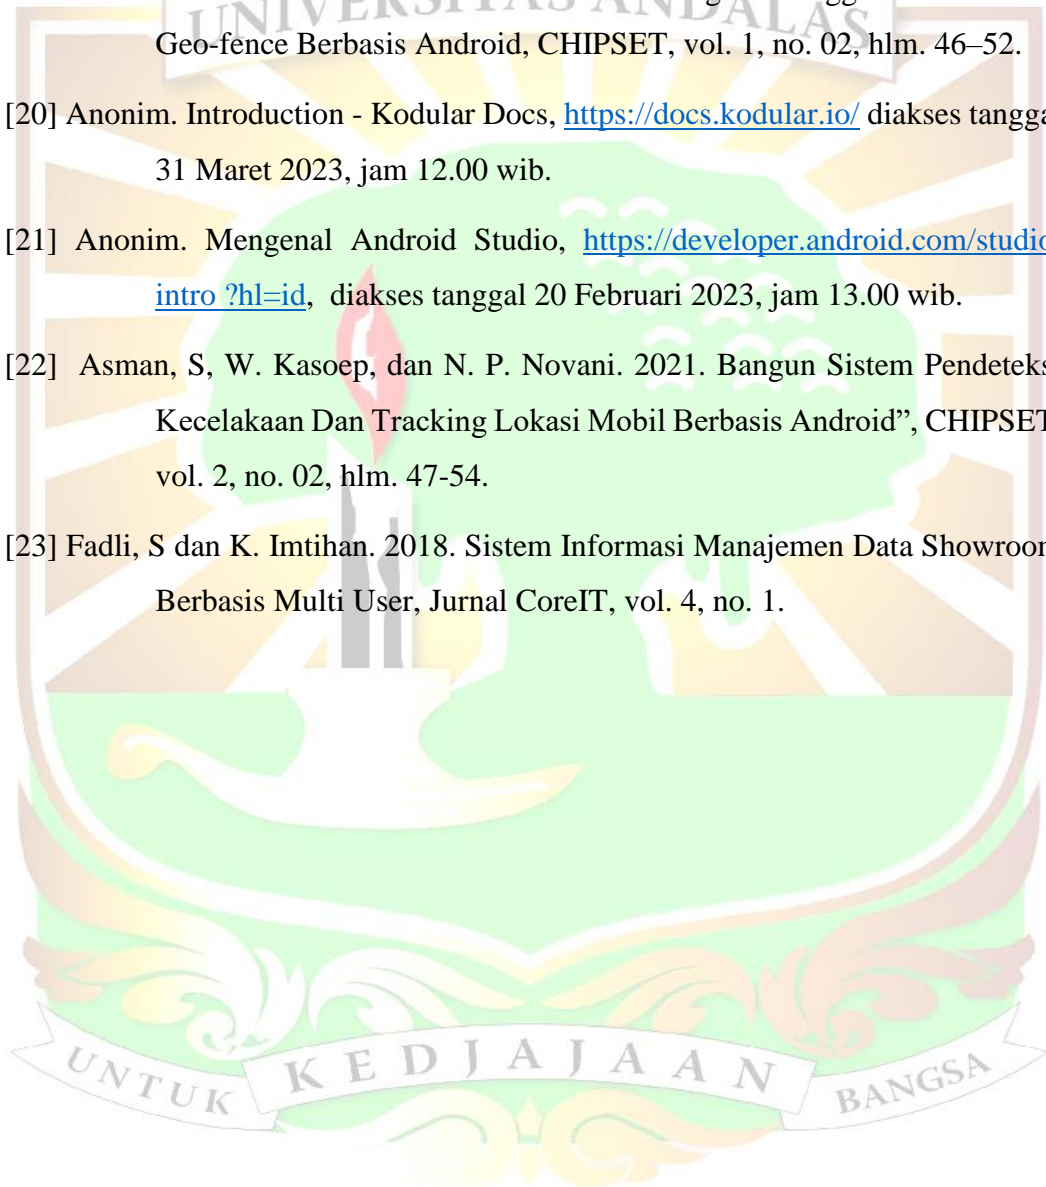 UNIVERSITAS ANDALAS
Geo-fence Berbasis Android, CHIPSET, vol. 1, no. 02, hlm. 46–52.
[20] Anonim. Introduction - Kodular Docs, https://docs.kodular.io/ diakses tangga
31 Maret 2023, jam 12.00 wib.
[21] Anonim. Mengenal Android Studio, https://developer.android.com/studio
intro ?hl=id, diakses tanggal 20 Februari 2023, jam 13.00 wib.
[22] Asman, S, W. Kasoep, dan N. P. Novani. 2021. Bangun Sistem Pendeteks
Kecelakaan Dan Tracking Lokasi Mobil Berbasis Android”, CHIPSET
vol. 2, no. 02, hlm. 47-54.
[23] Fadli, S dan K. Imtihan. 2018. Sistem Informasi Manajemen Data Showroom
Berbasis Multi User, Jurnal CoreIT, vol. 4, no. 1.
UNTUK KEDJAJAAN BANGSA